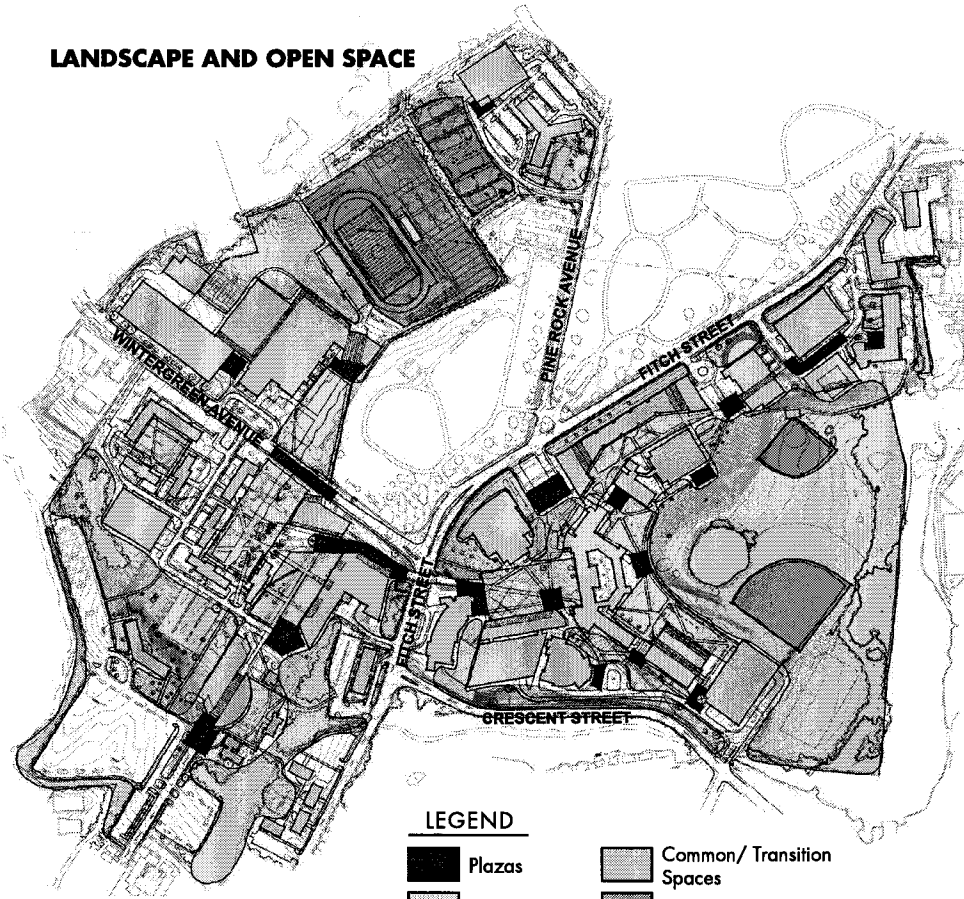 LANDSCAPE AND OPEN SPACE
PINE ROCK AVENUE
FITCH STREET
WINTERGREEN AVENUE
FITCH STREET
CRESCENT STREET
LEGEND
Plazas
Common/ Transition
Spaces